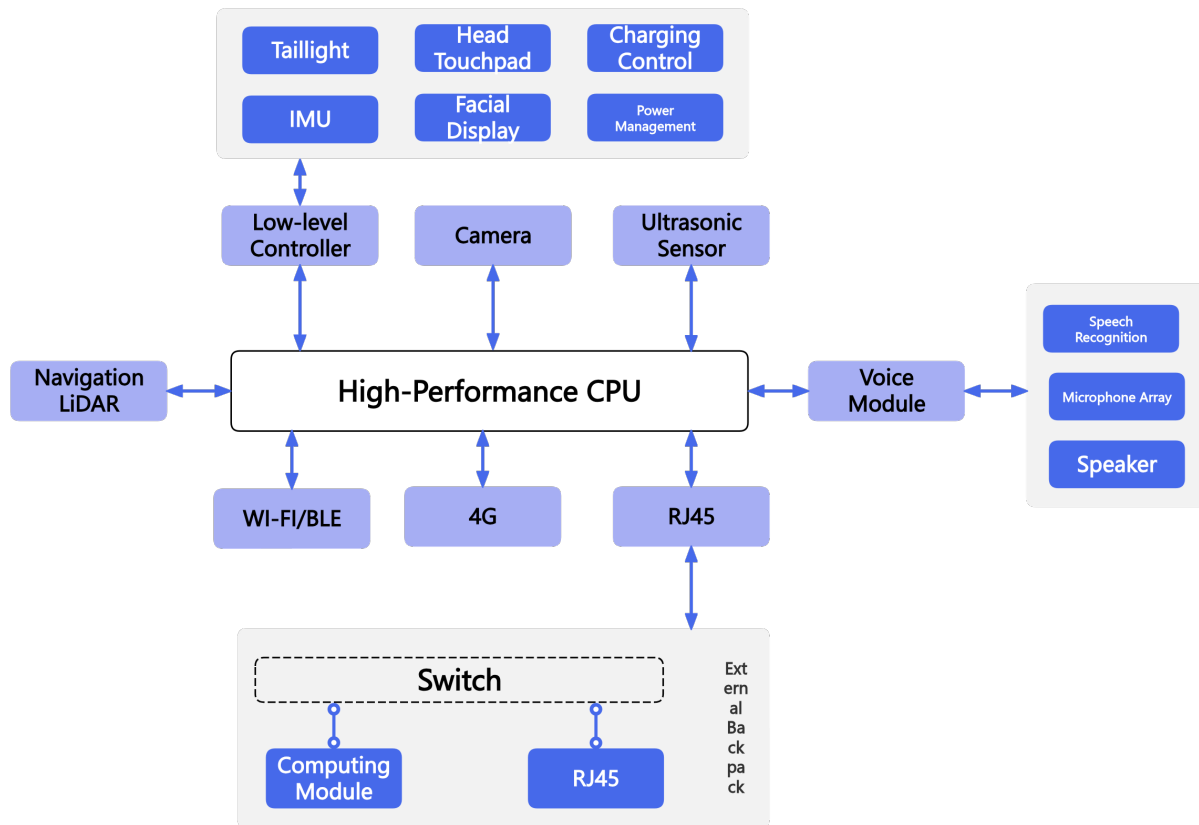 Taillight
Head
Touchpad
Charging
Control
IMU
Facial
Display
Power
Management
Low-level
Controller
Camera
Ultrasonic
Sensor
Navigation
LiDAR
High-Performance CPU
Voice
Module
Speech
Recognition
Microphone Array
Speaker
WI-FI/BLE
4G
RJ45
Switch
Computing
Module
RJ45
Ext
ern
al
Ba
ck
pa
ck